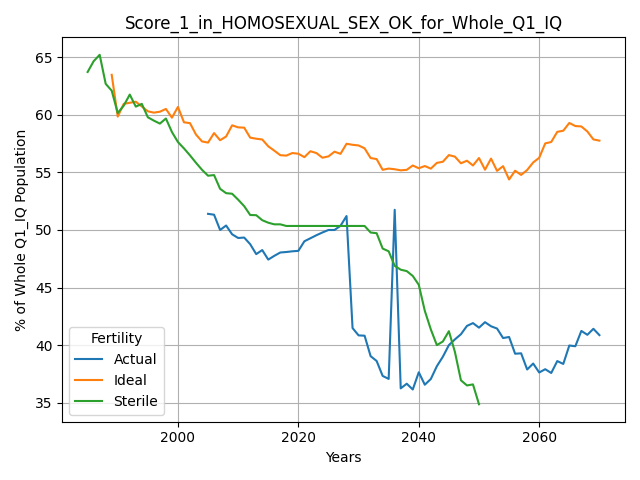 Score_1_in_HOMOSEXUAL_SEX_OK_for_Whole_Q1_IQ
% of Whole Q1_IQ Population
65
60
55
50
45
40
35
Fertility
Actual
Ideal
Sterile
2000
2020
2040
2060
Years